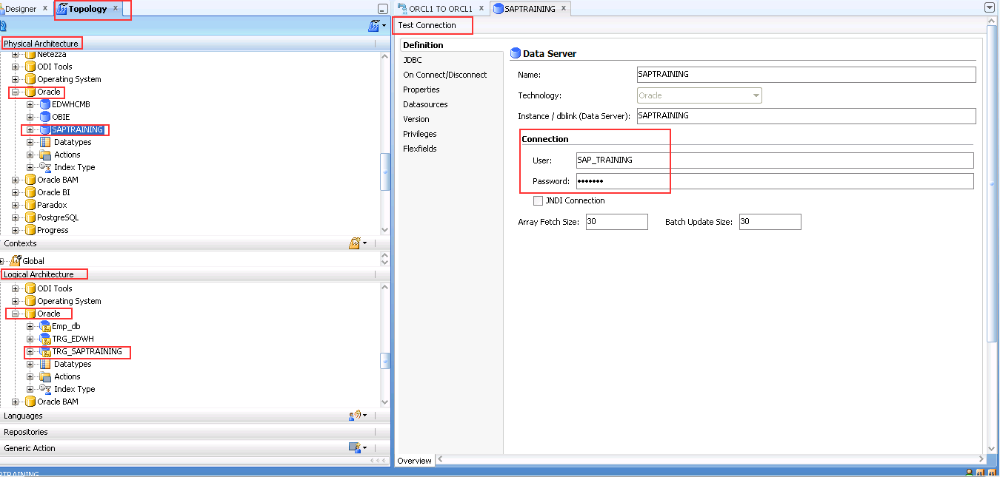 Designer x
Topology x
Physical Architecture
Netezza
ODI Tools
Operating System
Oracle
EDWHCMB
OBIE
SAPTRAINING
Datatypes
Actions
Index Type
Oracle BAM
Oracle BI
Paradox
PostgreSQL
Progress
Contexts
Global
Logical Architecture
ODI Tools
Operating System
Oracle
Emp_db
TRG_EDWH
TRG_SAPTRAINING
Datatypes
Actions
Index Type
Oracle BAM
Languages
Repositories
Generic Action
ORCL1 TO ORCL1 x
SAPTRAINING x
Test Connection
Definition
JDBC
On Connect/Disconnect
Properties
Datasources
Version
Privileges
Flexfields
Data Server
Name: SAPTRAINING
Technology: Oracle
Instance / dblink (Data Server): SAPTRAINING
Connection
User: SAP_TRAINING
Password: •••••••
JNDI Connection
Array Fetch Size: 30 Batch Update Size: 30
Overview